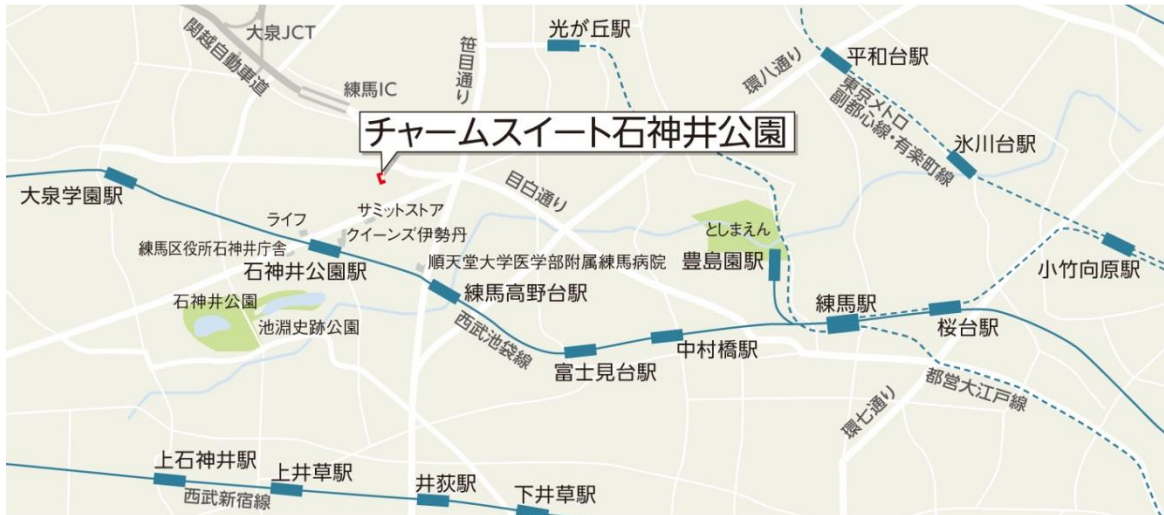 大泉JCT
関越自動車道
練馬IC
笹目通り
光が丘駅
環八通り
平和台駅
東京メトロ
副都心線・有楽町線
氷川台駅
チャームスイート石神井公園
大泉学園駅
目白通り
サミットストア
クイーンズ伊勢丹
ライフ
練馬区役所石神井庁舎
石神井公園駅
順天堂大学医学部附属練馬病院
としまえん
豊島園駅
小竹向原駅
練馬高野台駅
石神井公園
池淵史跡公園
西武池袋線
富士見台駅
中村橋駅
練馬駅
桜台駅
都営大江戸線
環七通り
上石神井駅
西武新宿線
上井草駅
井荻駅
下井草駅